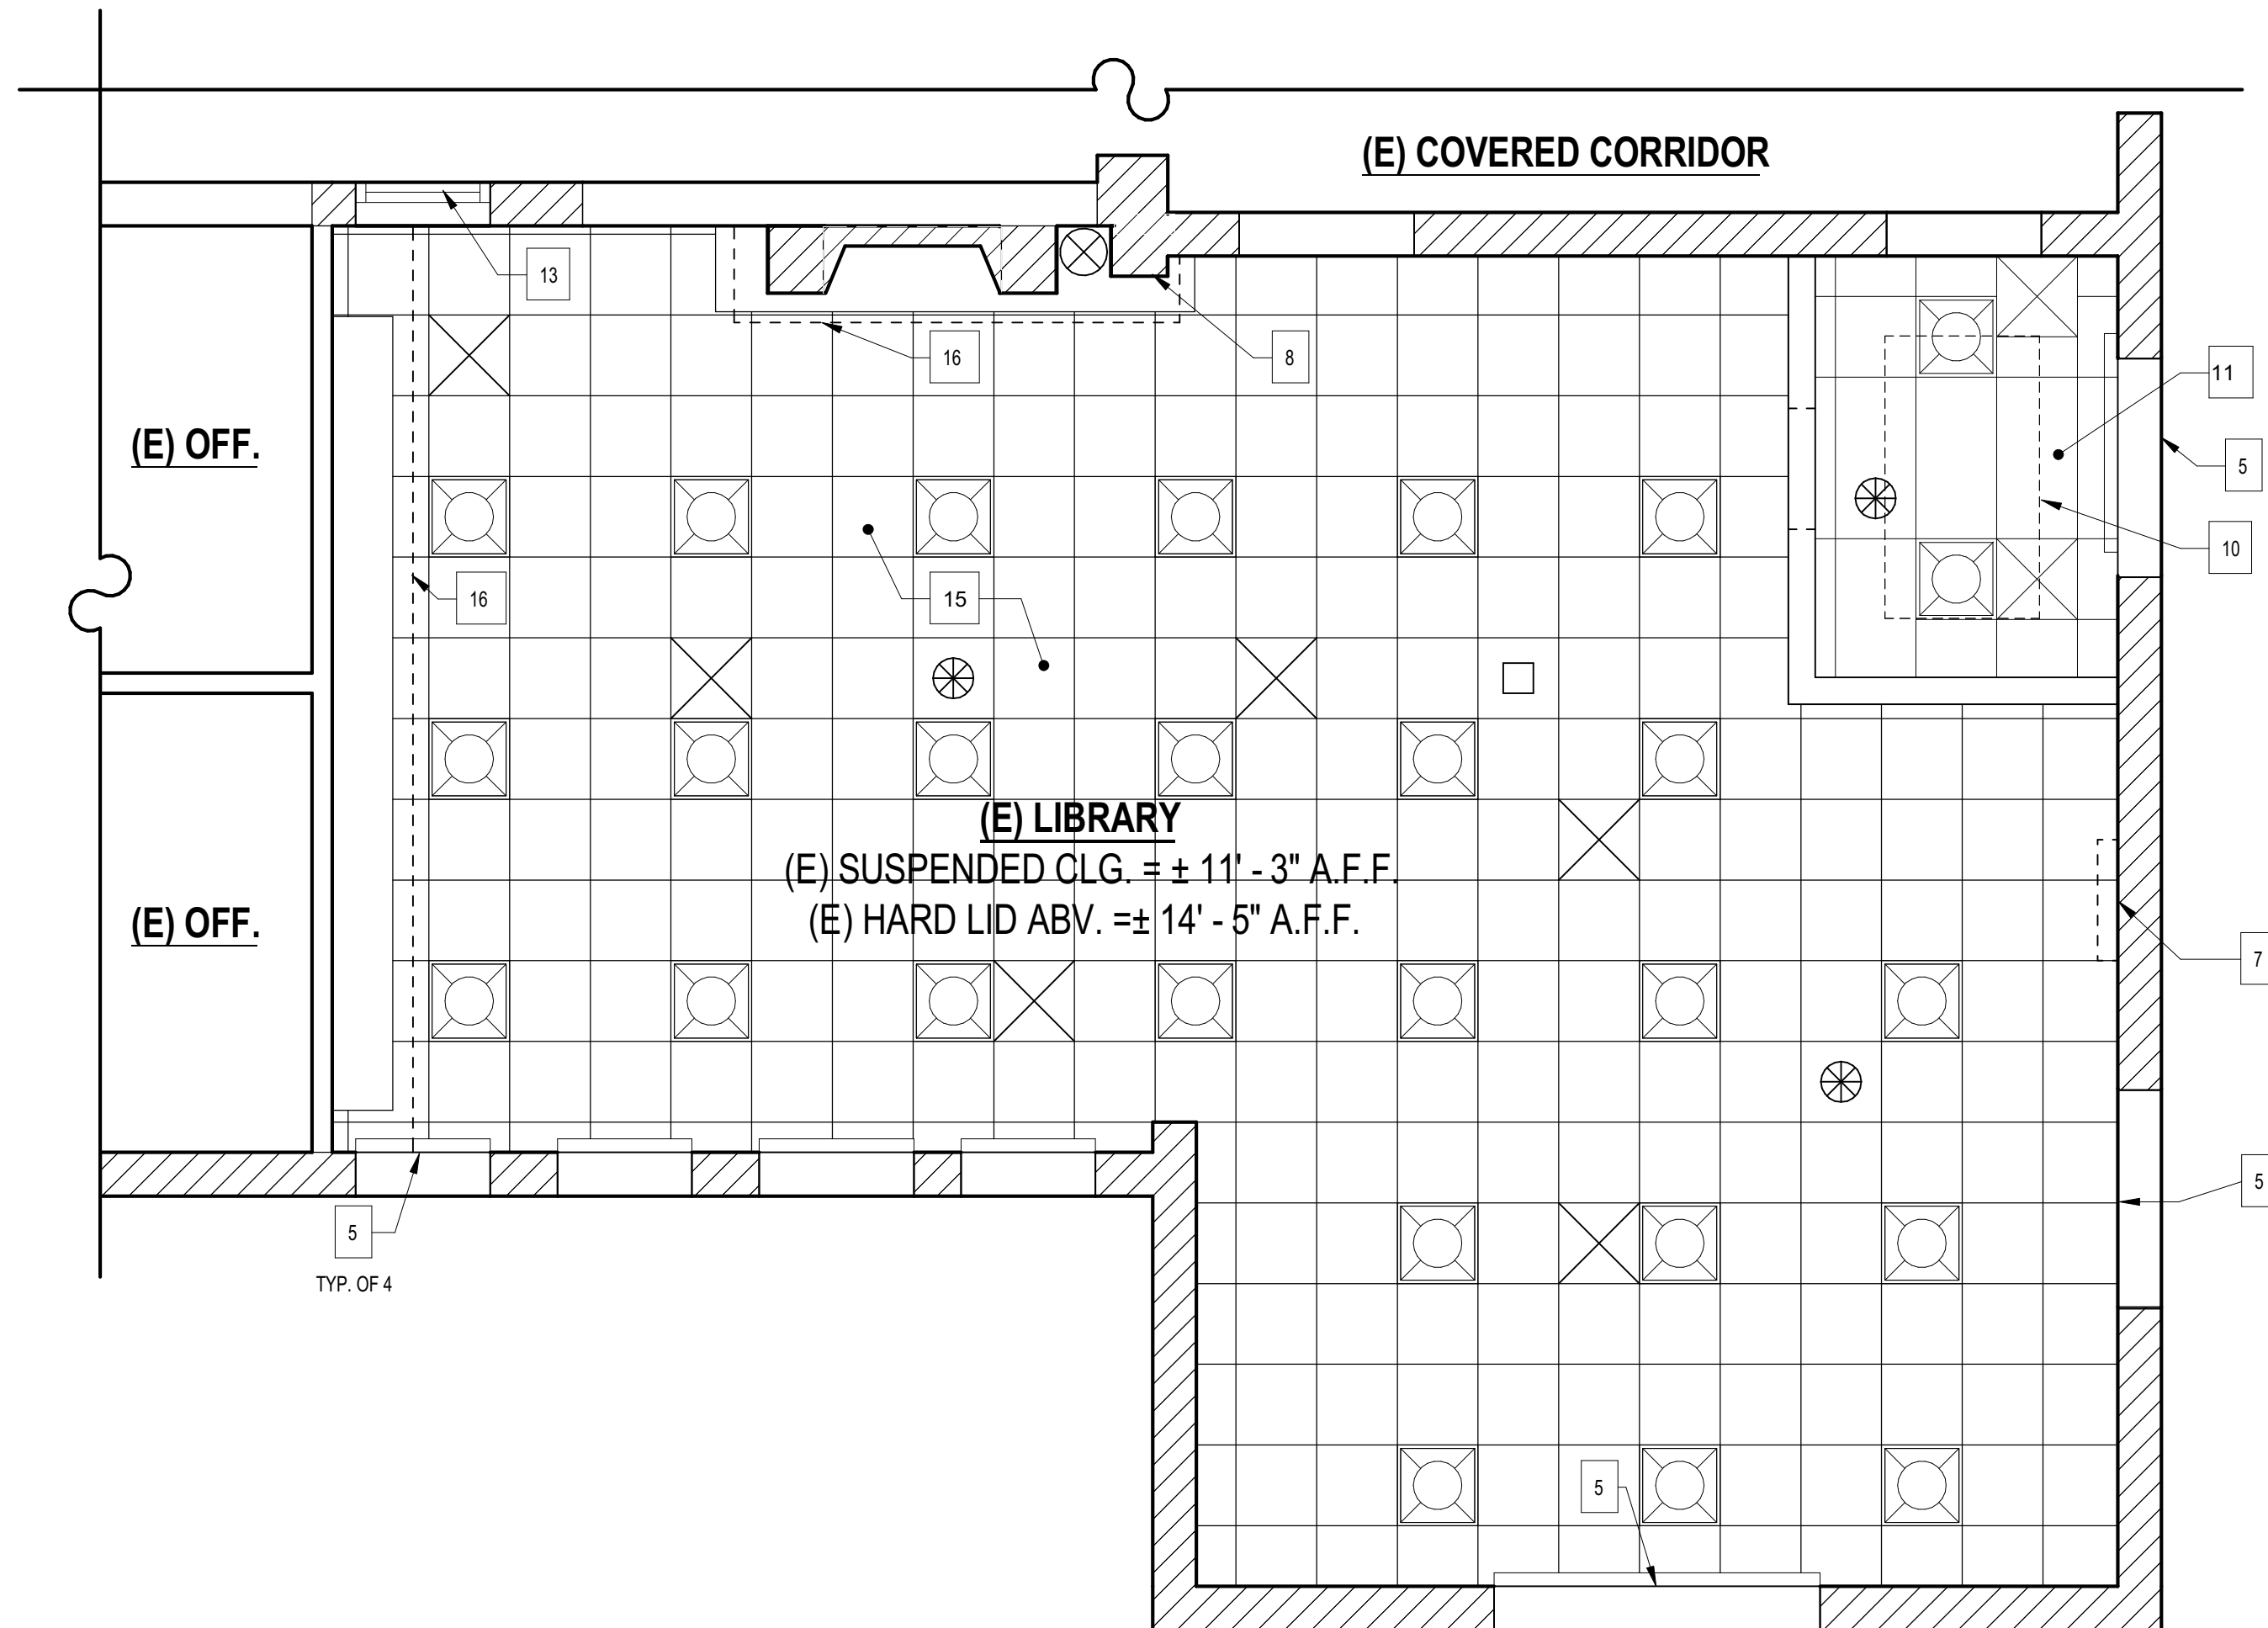 (E) COVERED CORRIDOR
13
16
8
11
(E) OFF.
5
10
16
15
(E) LIBRARY
(E) SUSPENDED CLG. = ± 11' - 3" A.F.F.
(E) HARD LID ABV. =± 14' - 5" A.F.F.
(E) OFF.
7
5
5
TYP. OF 4
5